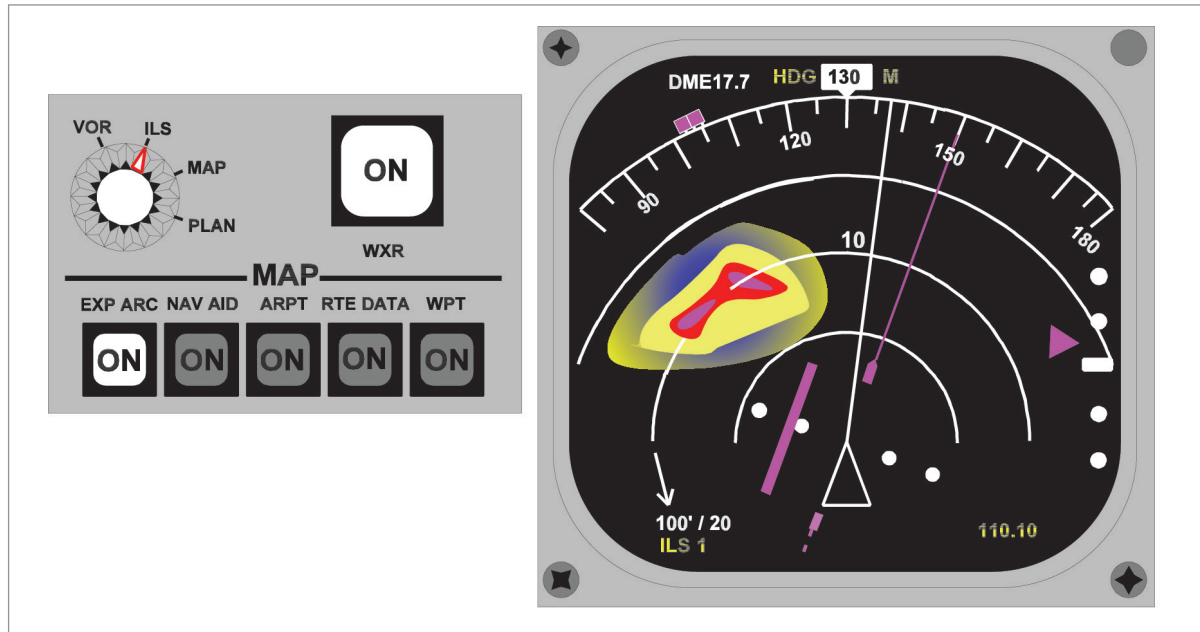 VOR
ILS
MAP
PLAN
ON
WXR
MAP
EXP ARC NAV AID ARPT RTE DATA WPT
ON ON ON ON ON
DME17.7 HDG 130 M
90 120 150 180
10
100' / 20
ILS 1
110.10